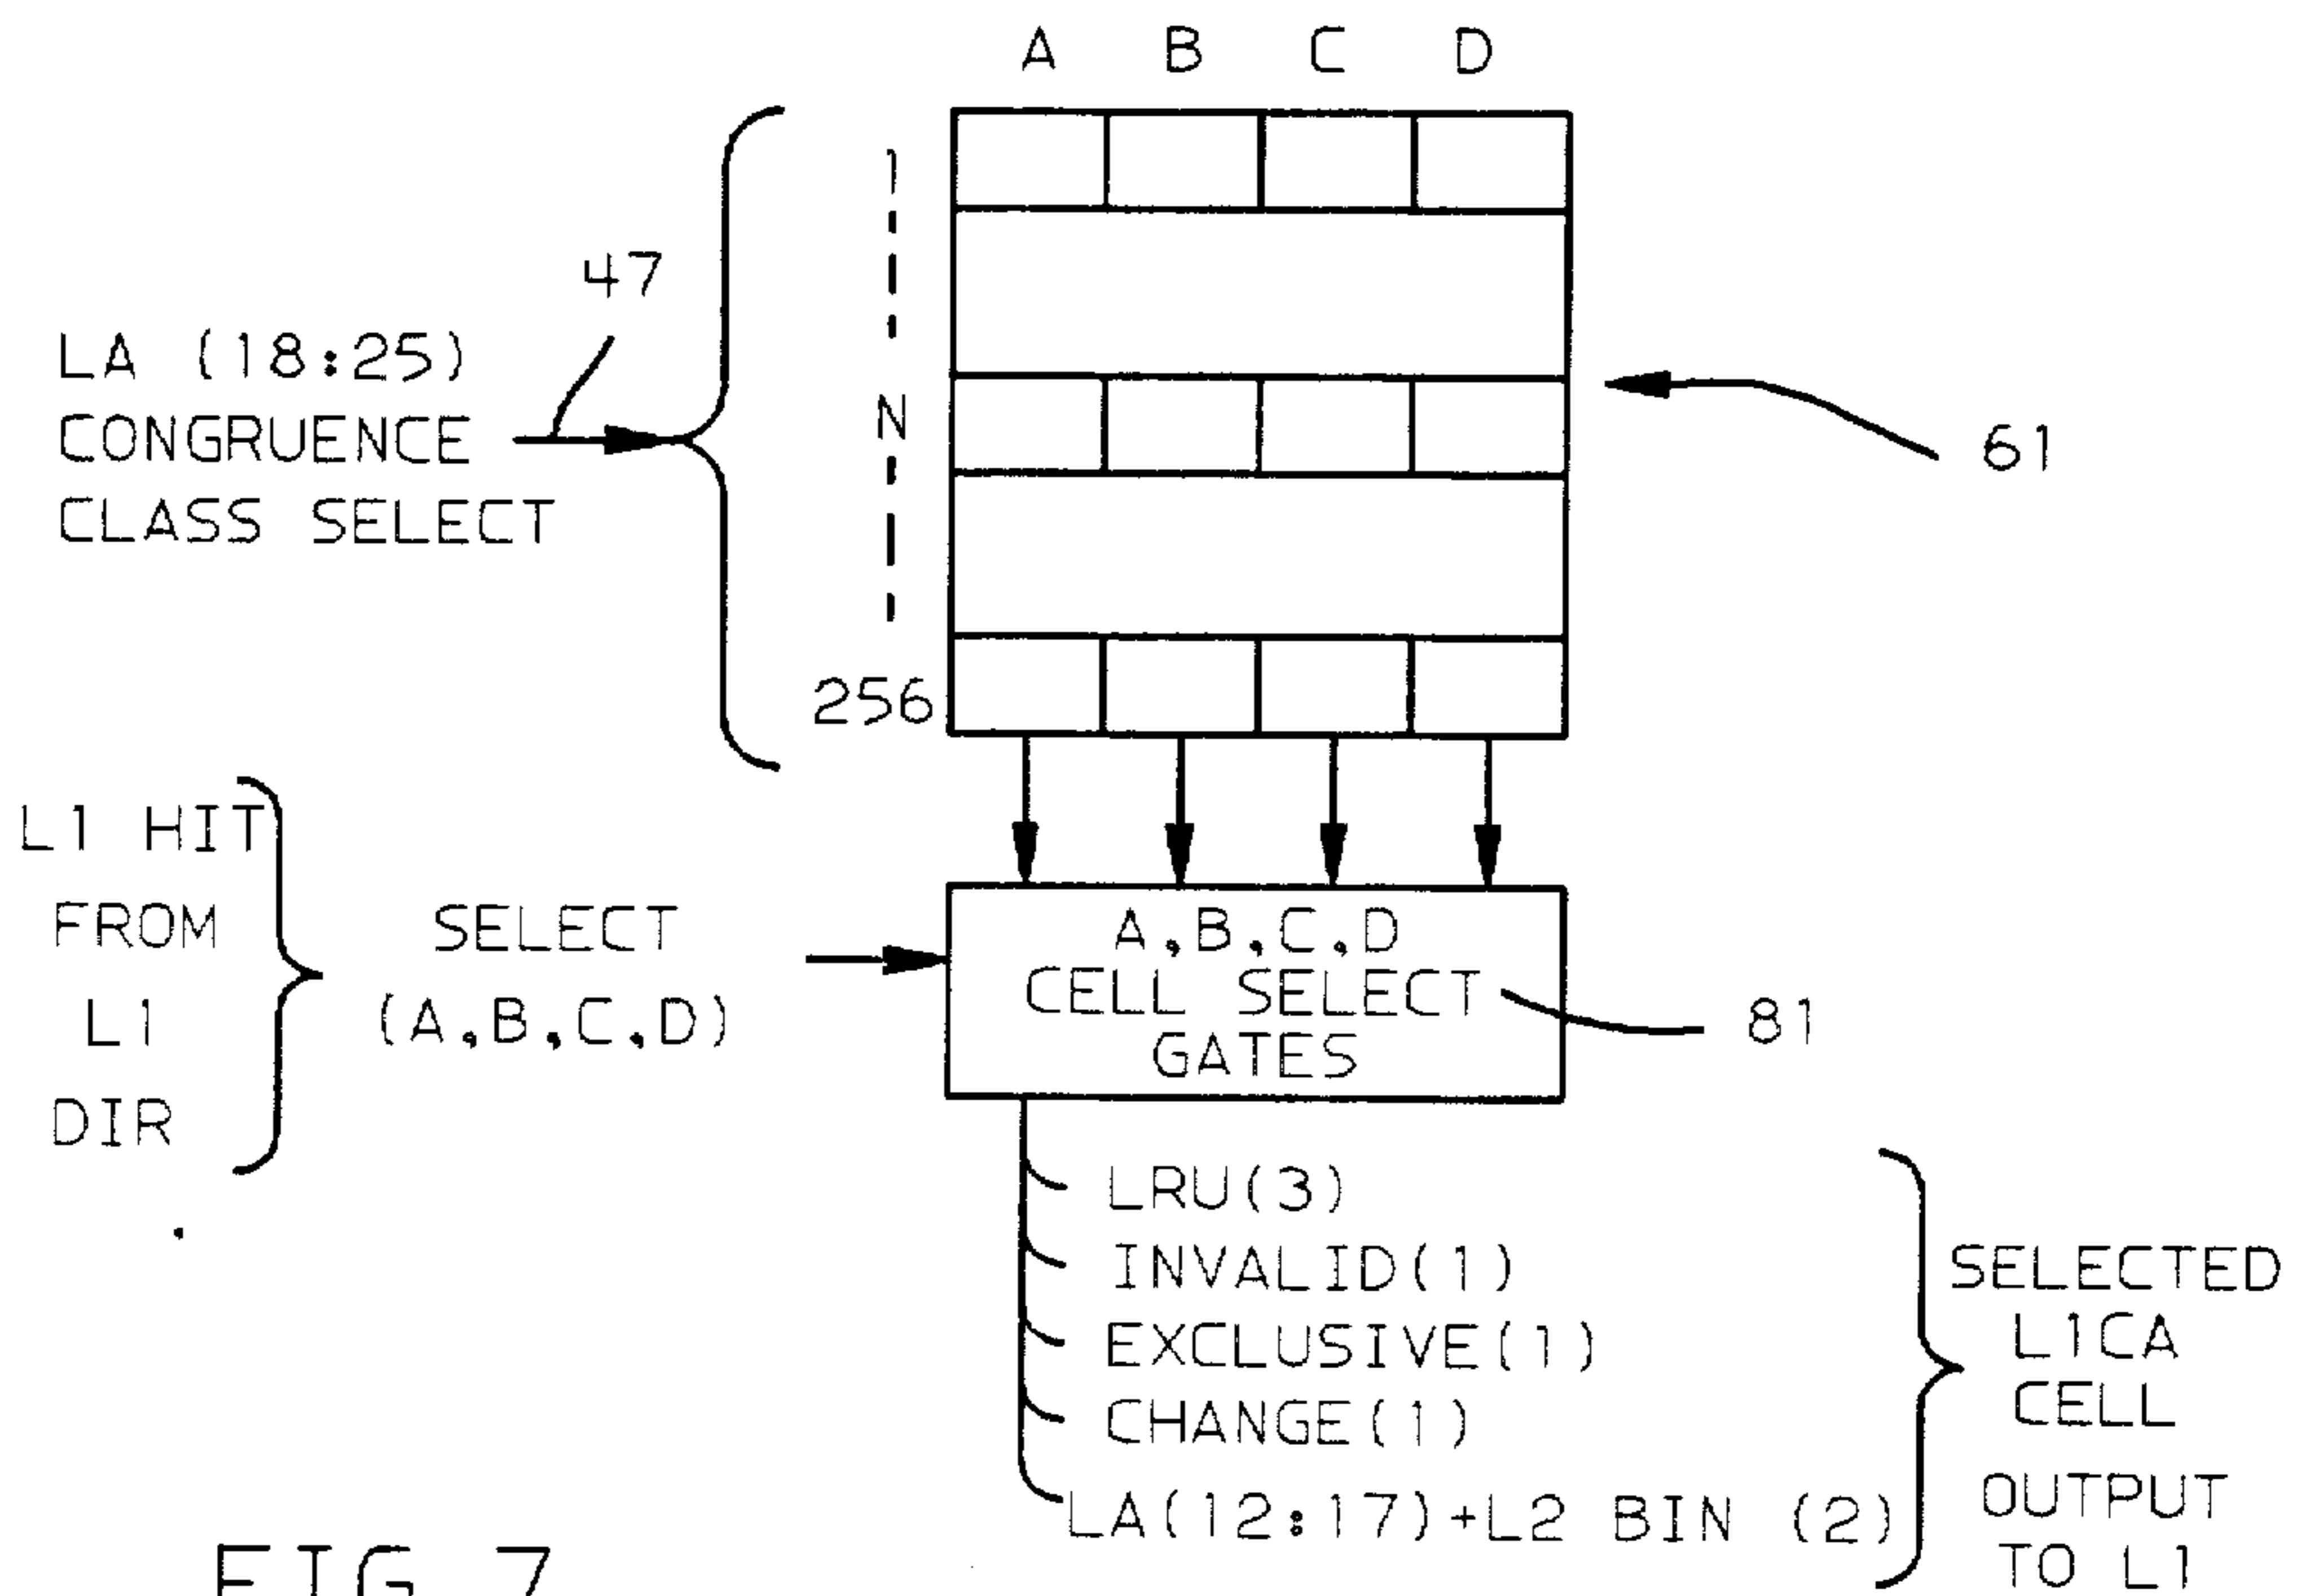 A B C D
1
47
LA (18:25)
CONGRUENCE
CLASS SELECT
N
61
256
L1 HIT
FROM
L1
DIR
SELECT
(A,B,C,D)
A,B,C,D
CELL SELECT
GATES
81
LRU(3)
INVALID(1)
EXCLUSIVE(1)
CHANGE(1)
LA(12:17)+L2 BIN (2)
SELECTED
L1CA
CELL
OUTPUT
TO L1
FIG.7